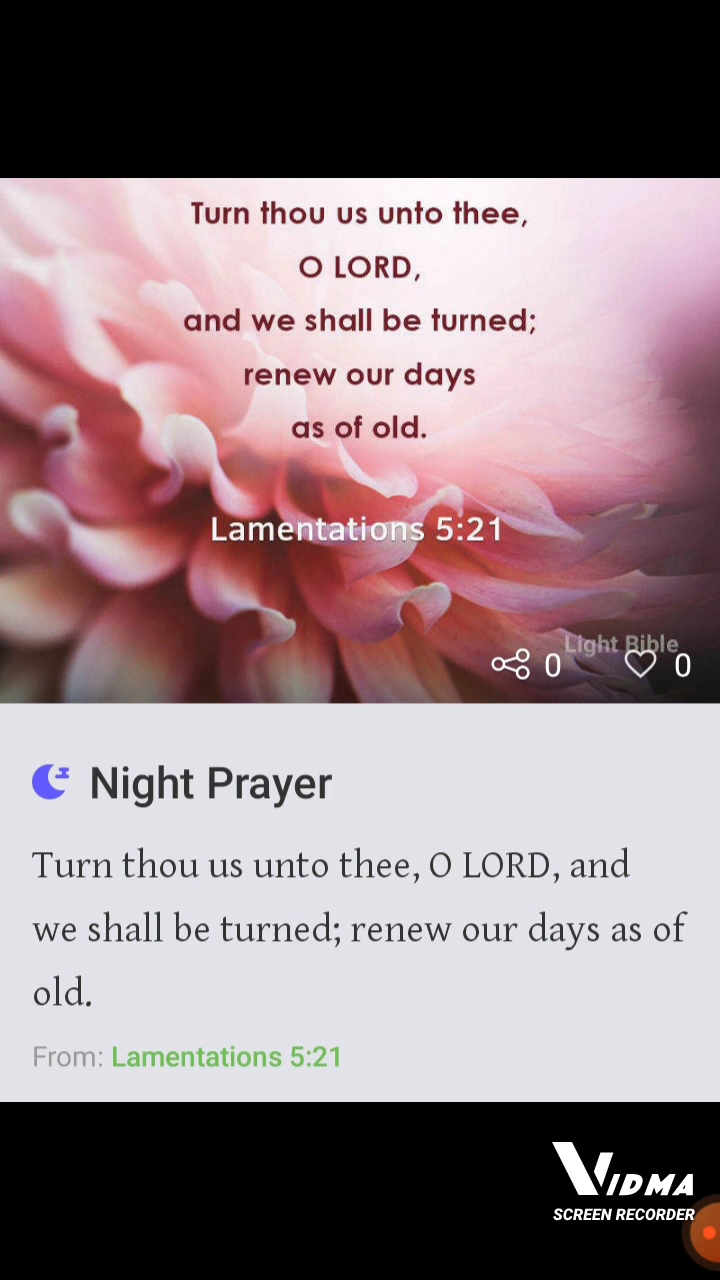 Turn thou us unto thee,
O LORD,
and we shall be turned;
renew our days
as of old.
Lamentations 5:21
Light Bible
0
0
Night Prayer
Turn thou us unto thee, O LORD, and
we shall be turned; renew our days as of
old.
From: Lamentations 5:21
VIDMA
SCREEN RECORDER